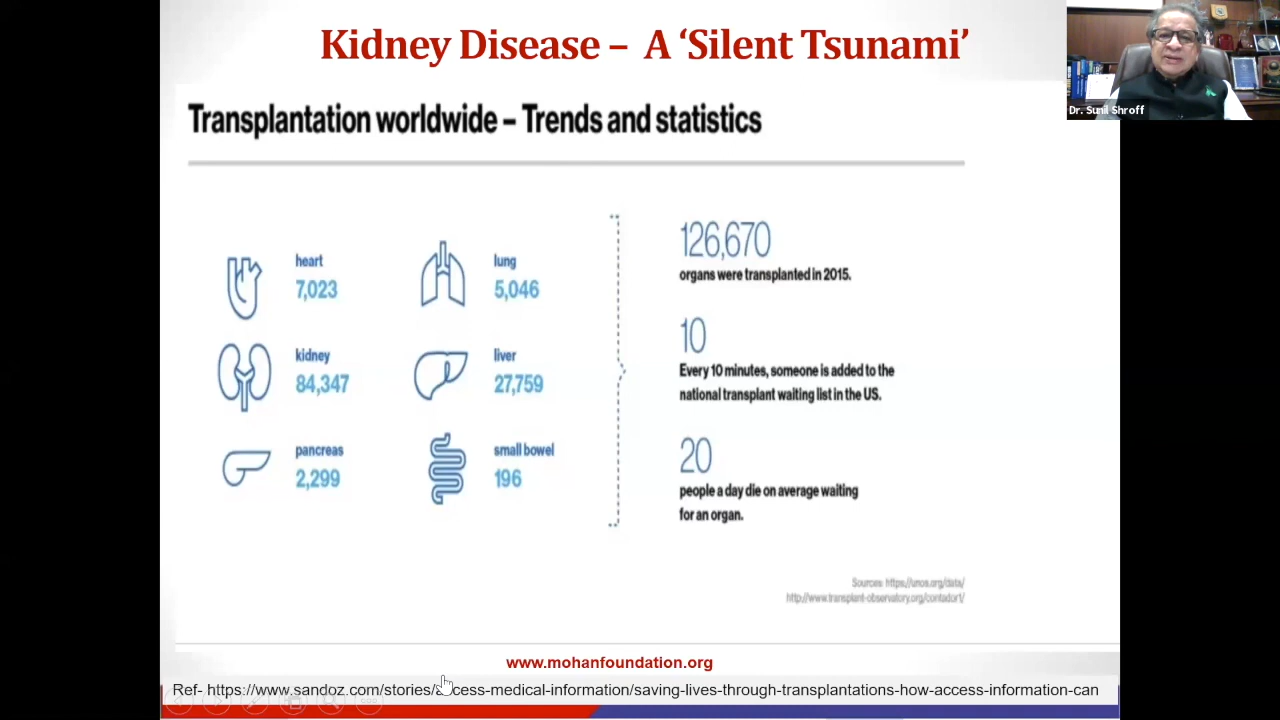 Kidney Disease – A ‘Silent Tsunami’
Dr. Sunil Shroff
Transplantation worldwide – Trends and statistics
heart
7,023
lung
5,046
kidney
84,347
liver
27,759
pancreas
2,299
small bowel
196
126,670
organs were transplanted in 2015.
10
Every 10 minutes, someone is added to the
national transplant waiting list in the US.
20
people a day die on average waiting
for an organ.
Sources: https://unos.org/data/
http://www.transplant-observatory.org/contador1/
www.mohanfoundation.org
Ref- https://www.sandoz.com/stories/access-medical-information/saving-lives-through-transplantations-how-access-information-can